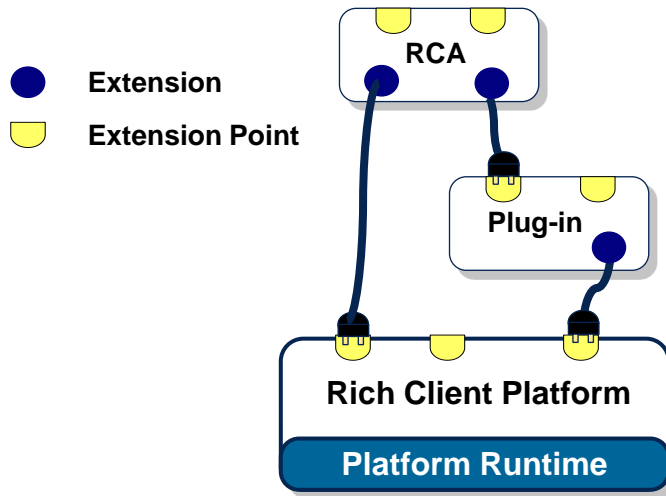 RCA
Extension
Extension Point
Plug-in
Rich Client Platform
Platform Runtime